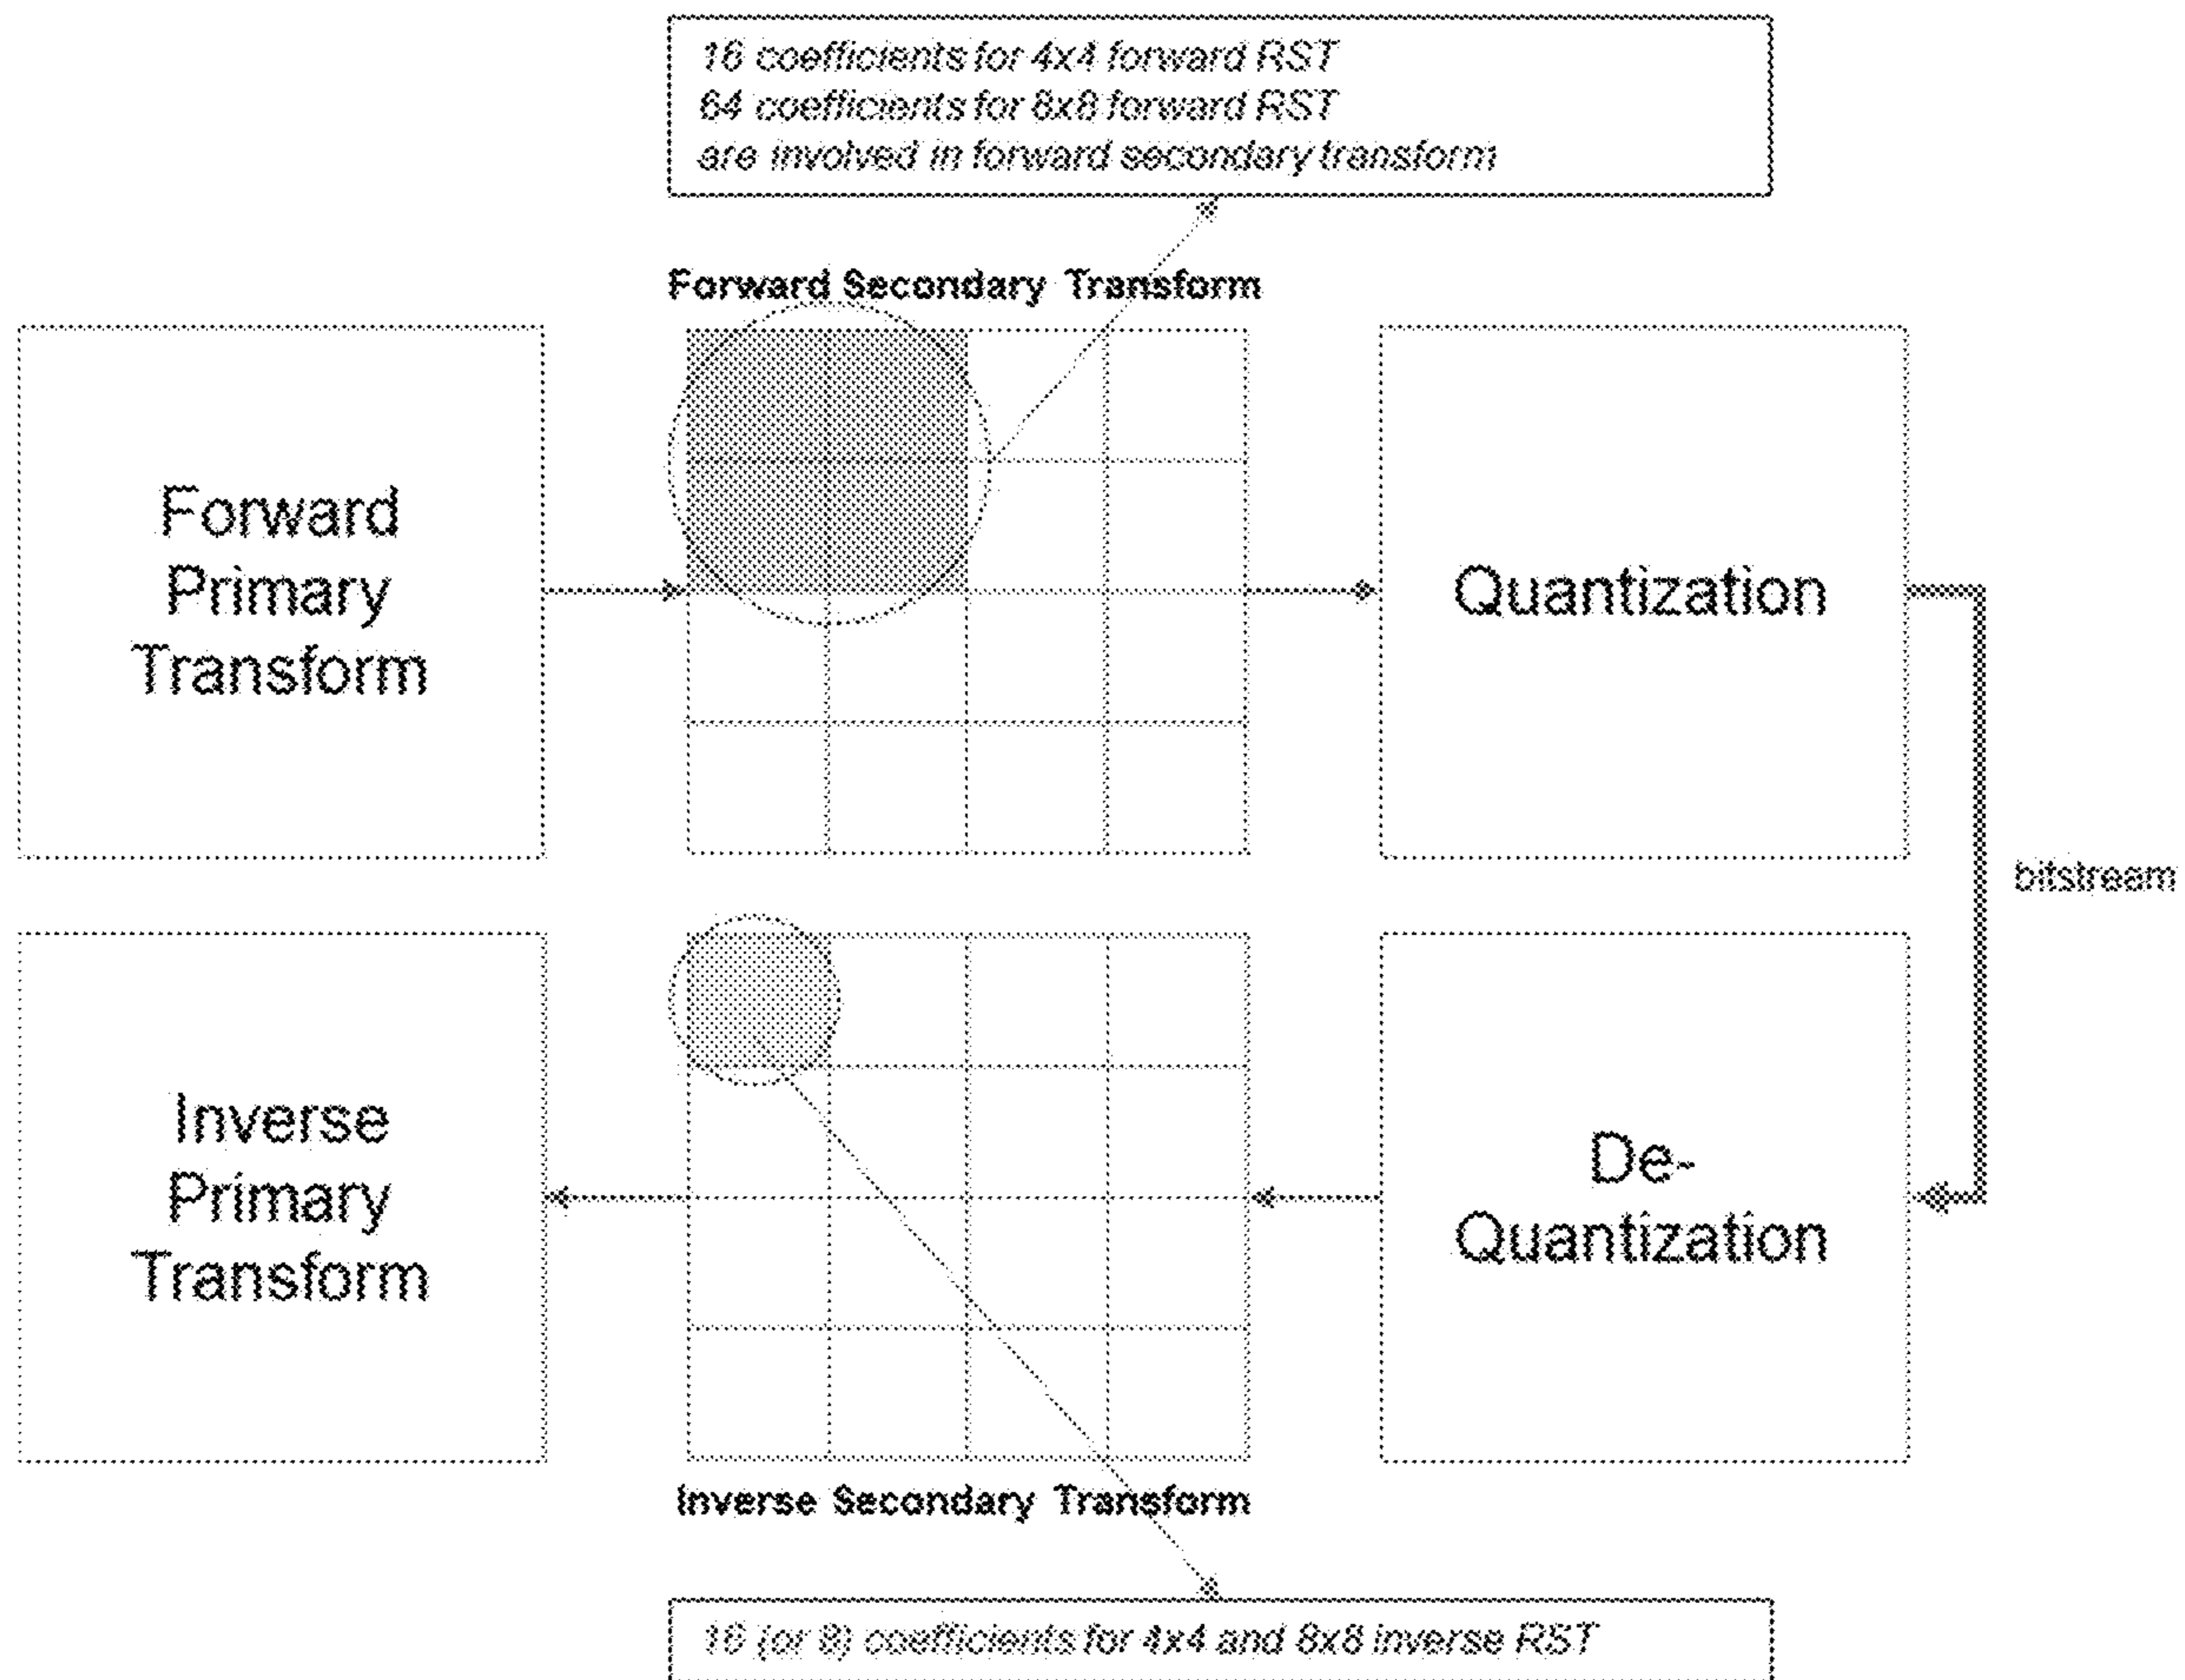 16 coefficients for 4x4 forward RST
64 coefficients for 8x8 forward RST
are involved in forward secondary transform
Forward Secondary Transform
Forward
Primary
Transform
Quantization
bitstream
Inverse
Primary
Transform
De-
Quantization
Inverse Secondary Transform
16 (or 8) coefficients for 4x4 and 8x8 inverse RST